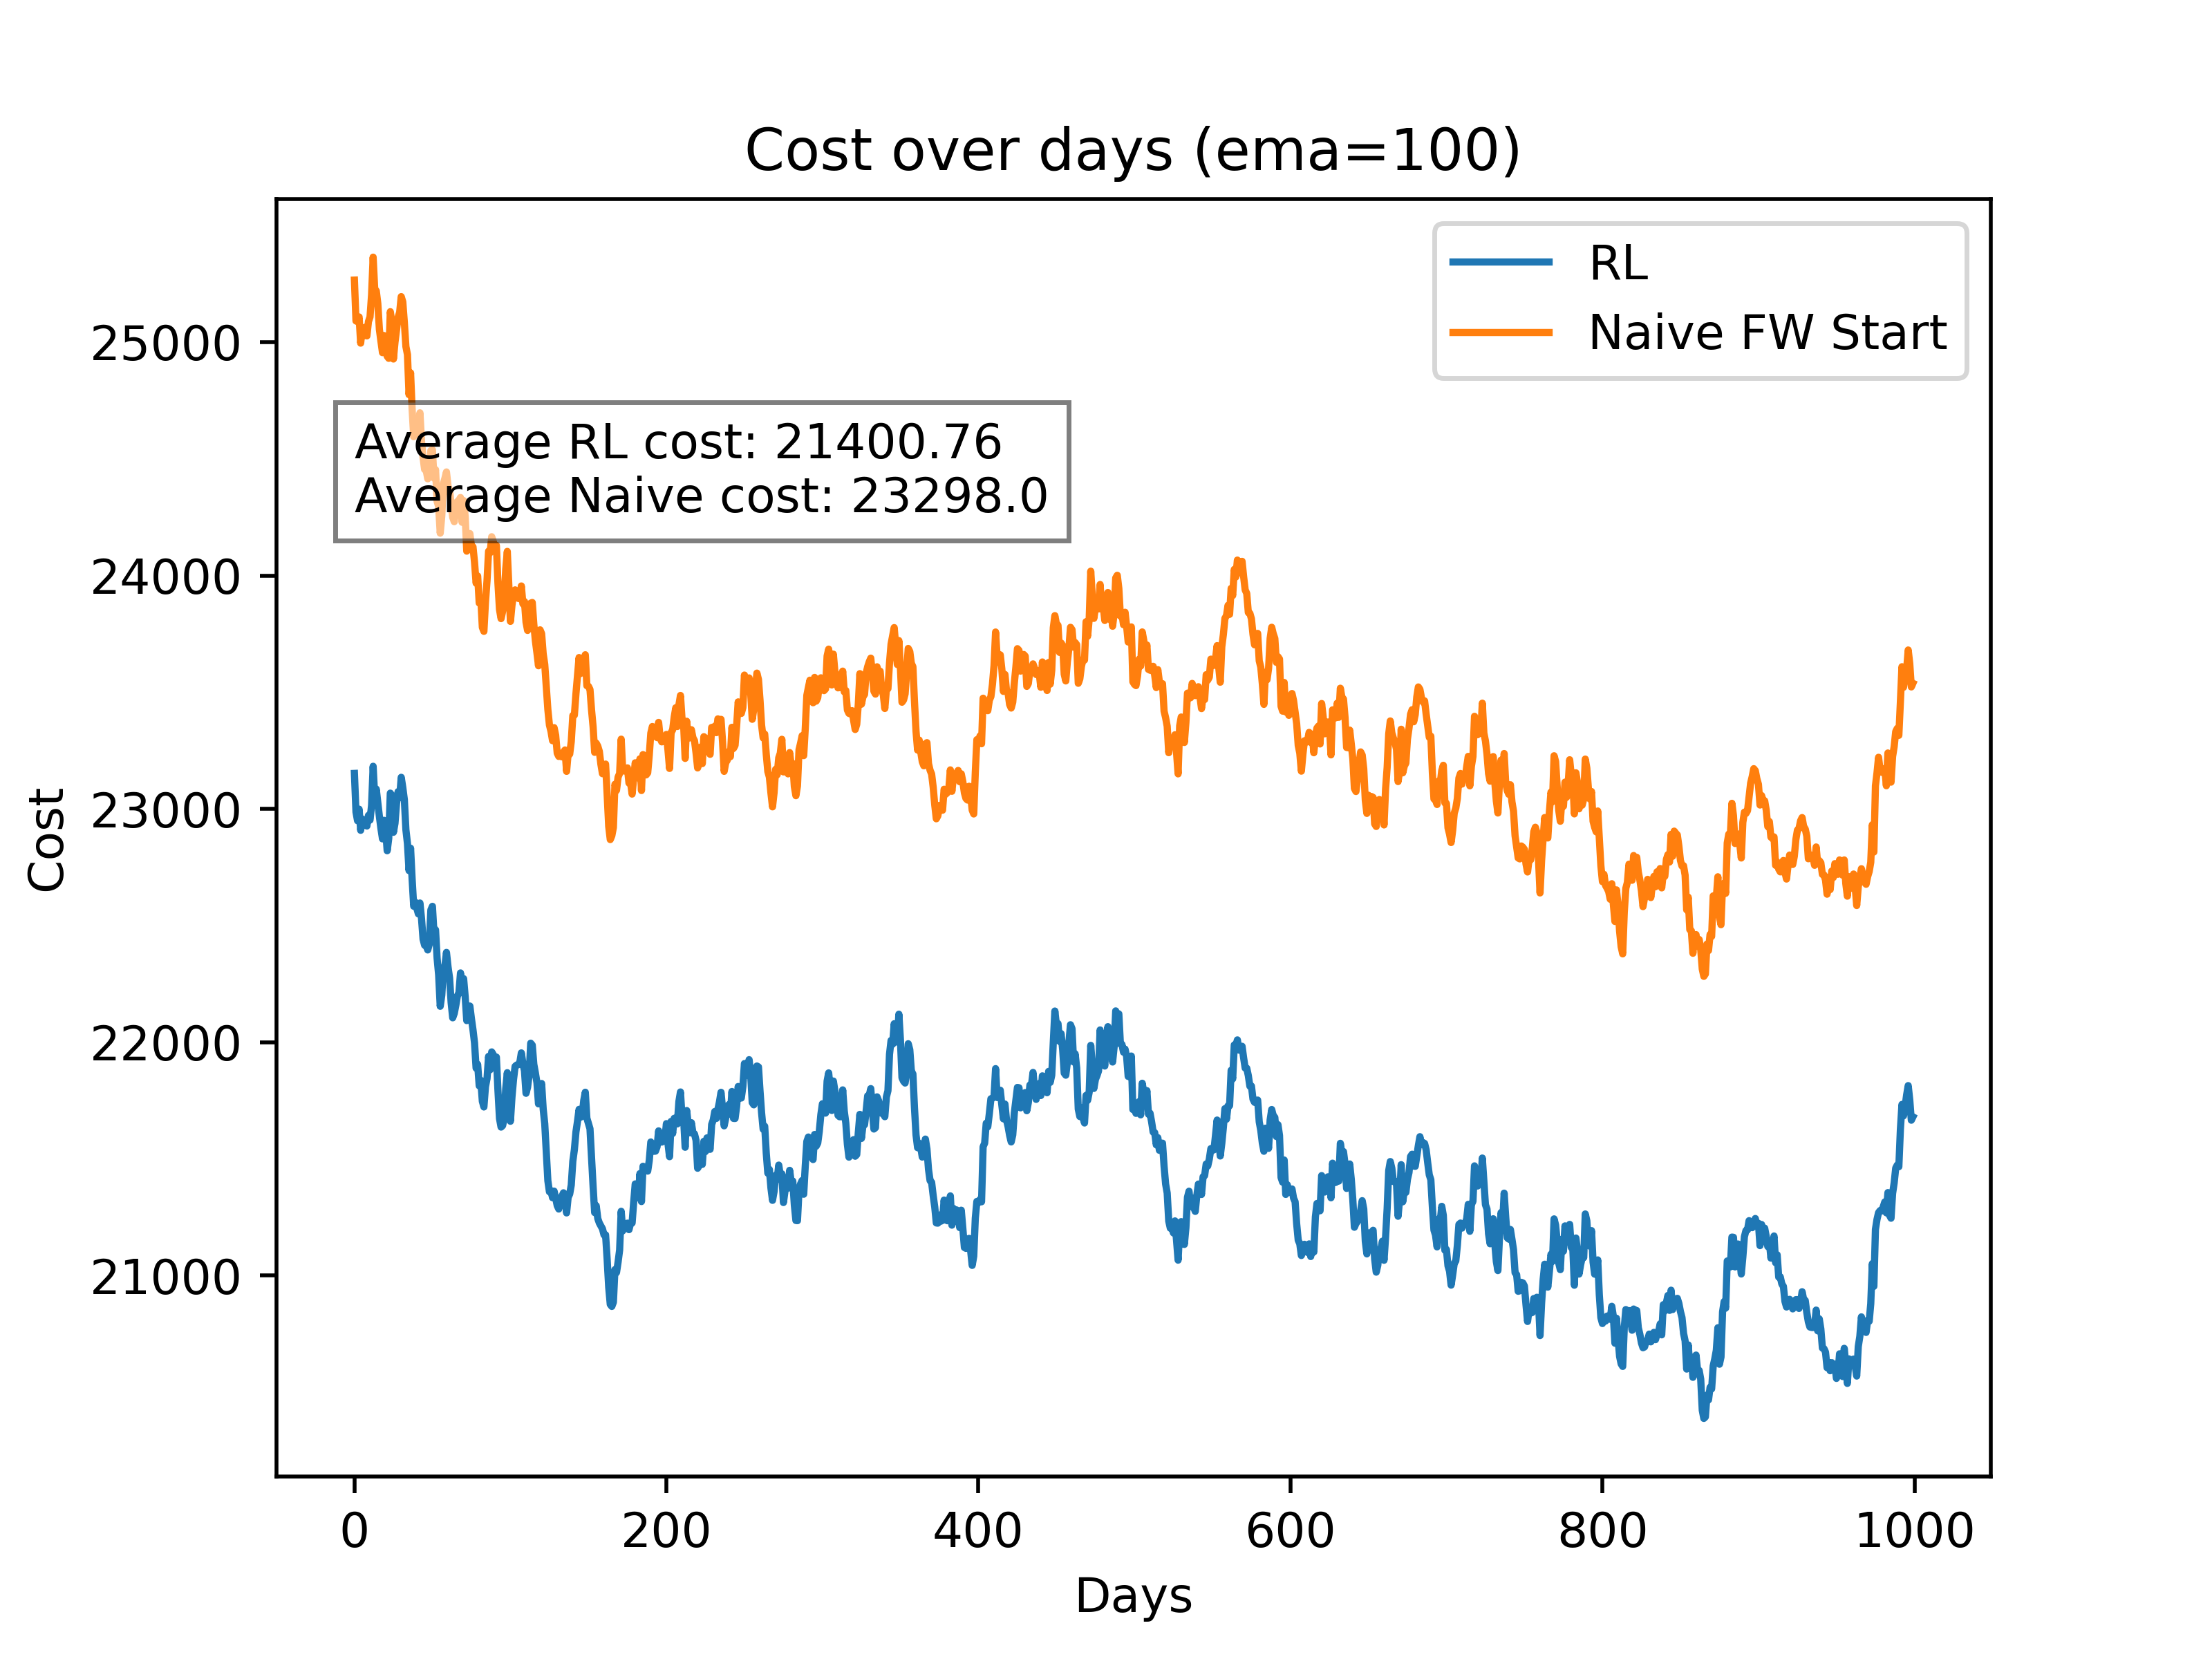 Cost over days (ema=100)
RL
Naive FW Start
Average RL cost: 21400.76
Average Naive cost: 23298.0
25000
24000
23000
22000
21000
Cost
0 200 400 600 800 1000
Days